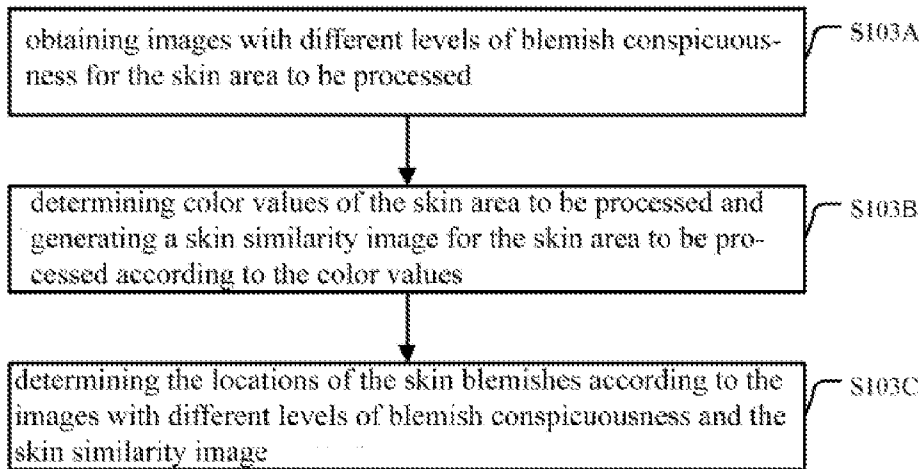 obtaining images with different levels of blemish conspicuous-
ness for the skin area to be processed
S103A
determining color values of the skin area to be processed and
generating a skin similarity image for the skin area to be pro-
cessed according to the color values
S103B
determining the locations of the skin blemishes according to the
images with different levels of blemish conspicuousness and the
skin similarity image
S103C